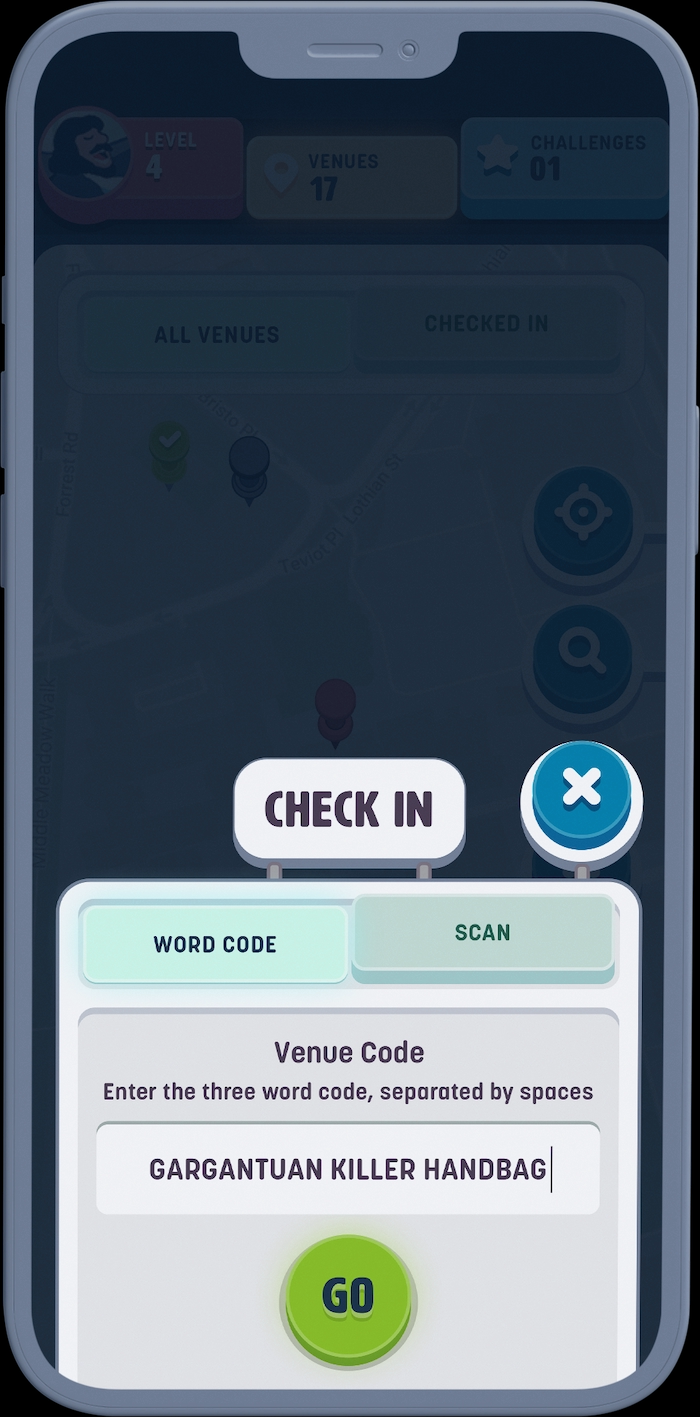 LEVEL
4
VENUES
17
CHALLENGES
01
ALL VENUES
CHECKED IN
Bristo Pl
Forrest Rd
Lothian St
Teviot Pl
Middle Meadow Walk
CHECK IN
WORD CODE
SCAN
Venue Code
Enter the three word code, separated by spaces
GARGANTUAN KILLER HANDBAG
GO